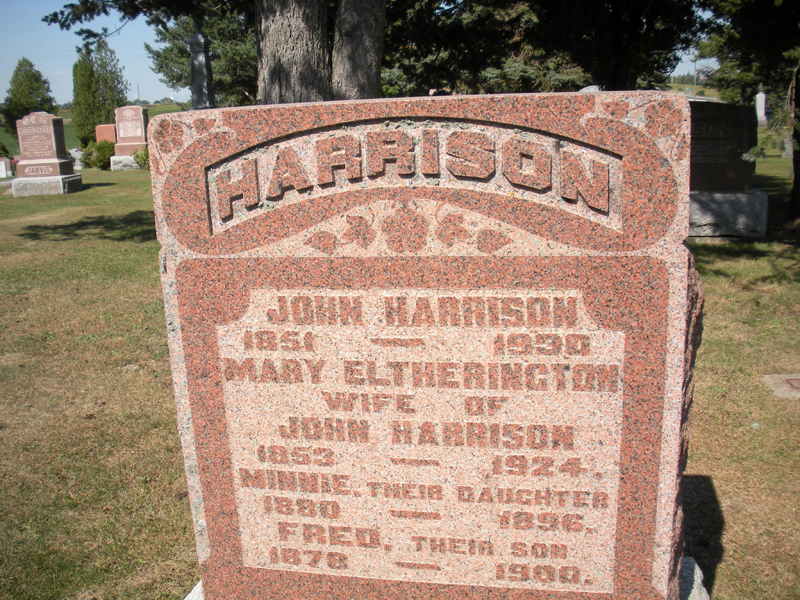 HARRISON
JARVIS
JOHN HARRISON
1851 — 1930
MARY ELTHERINGTON
WIFE OF
JOHN HARRISON
1853 — 1924.
MINNIE, THEIR DAUGHTER
1880 — 1896.
FRED, THEIR SON
1878 — 1900.